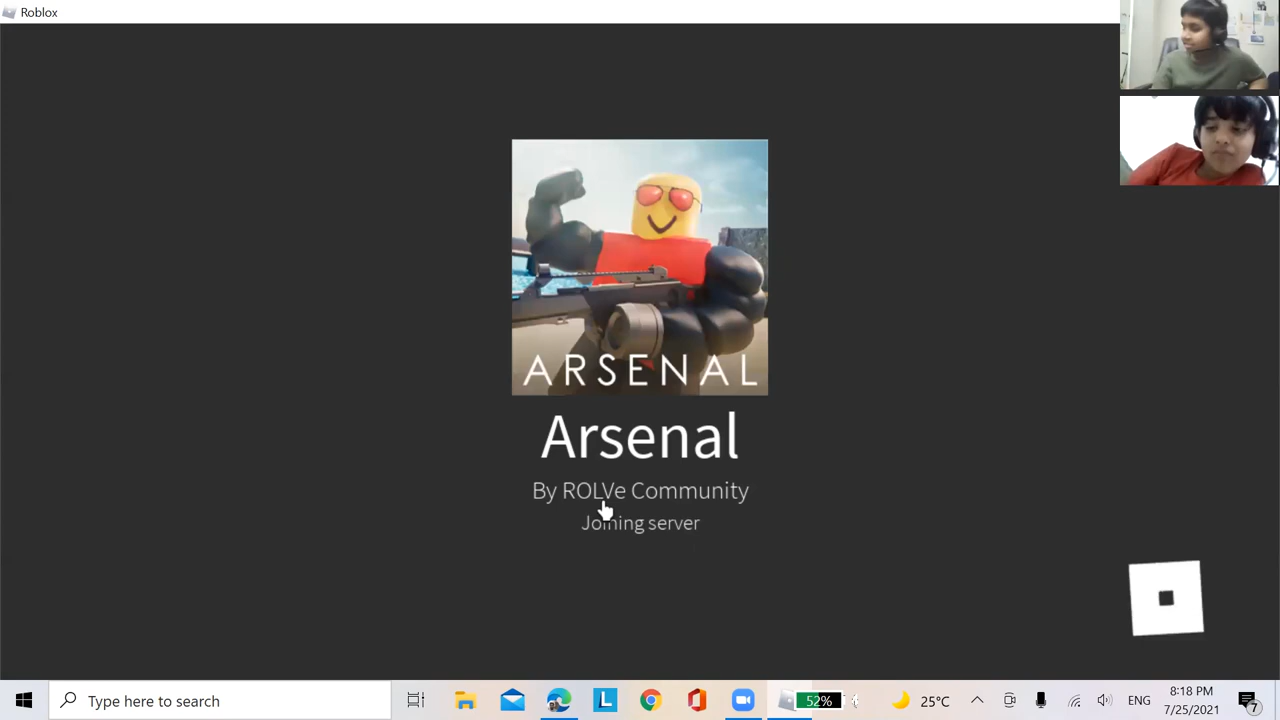 Roblox
ARSENAL
Arsenal
By ROLVe Community
Joining server
Type here to search
L
52%
25°C
ENG
8:18 PM
7/25/2021
7